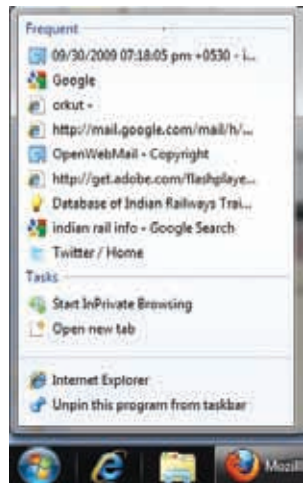 Frequent
09/30/2009 07:18:05 pm +0530 - i...
Google
orkut -
http://mail.google.com/mail/h/...
OpenWebMail - Copyright
http://get.adobe.com/flashplaye...
Database of Indian Railways Trai...
indian rail info - Google Search
Twitter / Home
Tasks
Start InPrivate Browsing
Open new tab
Internet Explorer
Unpin this program from taskbar
Mozill